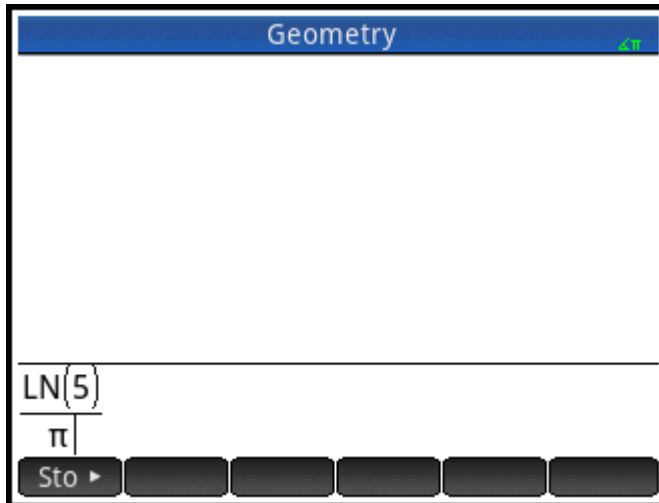 Geometry
∡π
LN(5)
π
Sto ►